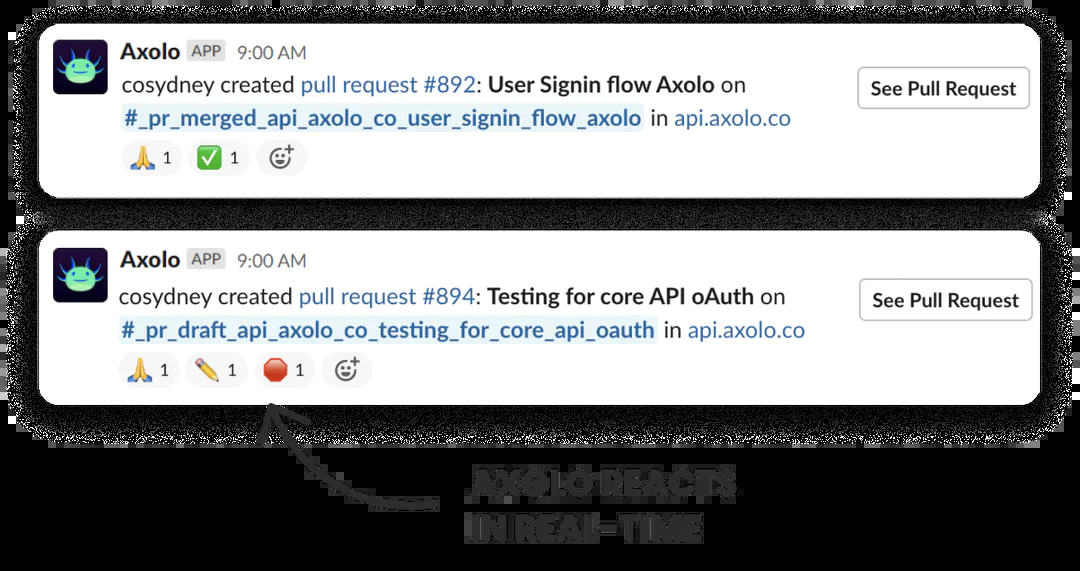 Axolo APP 9:00 AM
cosydney created pull request #892: User Signin flow Axolo on
See Pull Request
#_pr_merged_api_axolo_co_user_signin_flow_axolo in api.axolo.co
1 1
Axolo APP 9:00 AM
cosydney created pull request #894: Testing for core API oAuth on
See Pull Request
#_pr_draft_api_axolo_co_testing_for_core_api_oauth in api.axolo.co
1 1 1
AXOLO REACTS
IN REAL-TIME